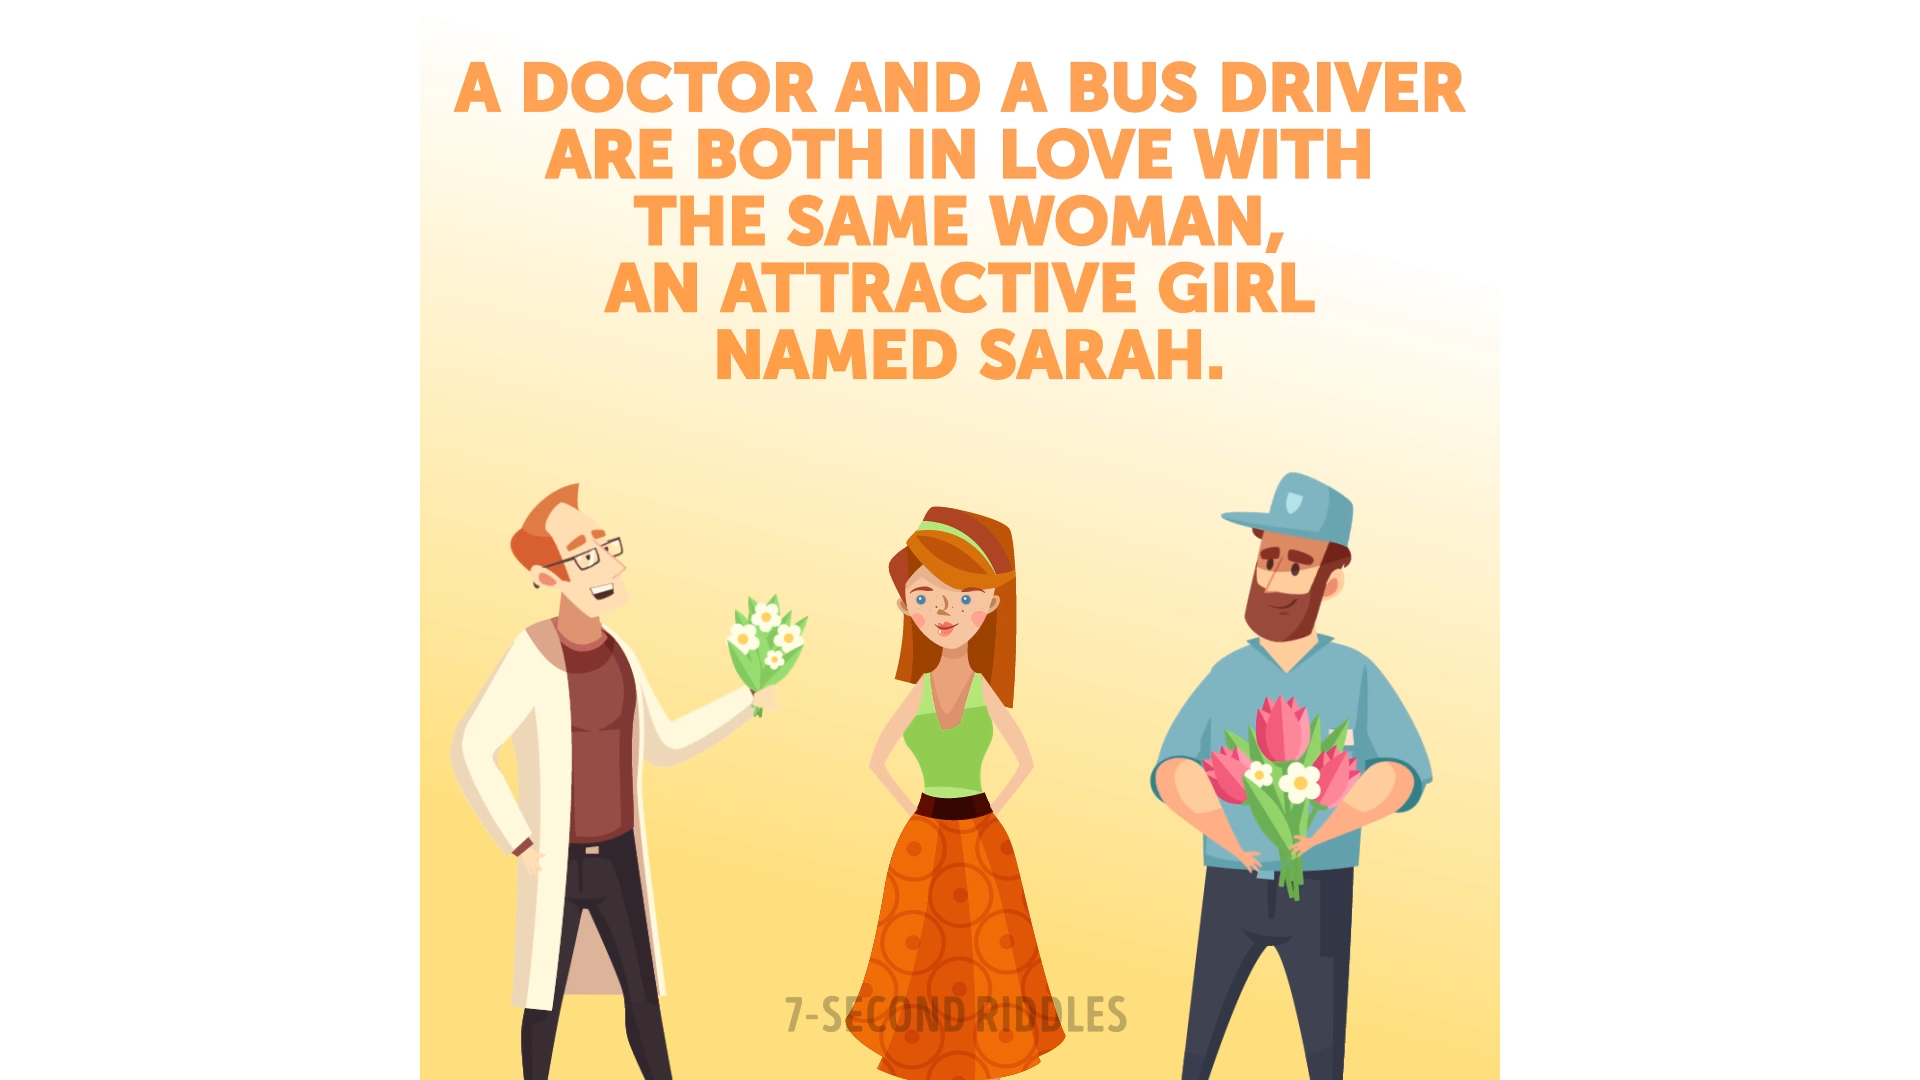 A DOCTOR AND A BUS DRIVER
ARE BOTH IN LOVE WITH
THE SAME WOMAN,
AN ATTRACTIVE GIRL
NAMED SARAH.
7-SECOND RIDDLES